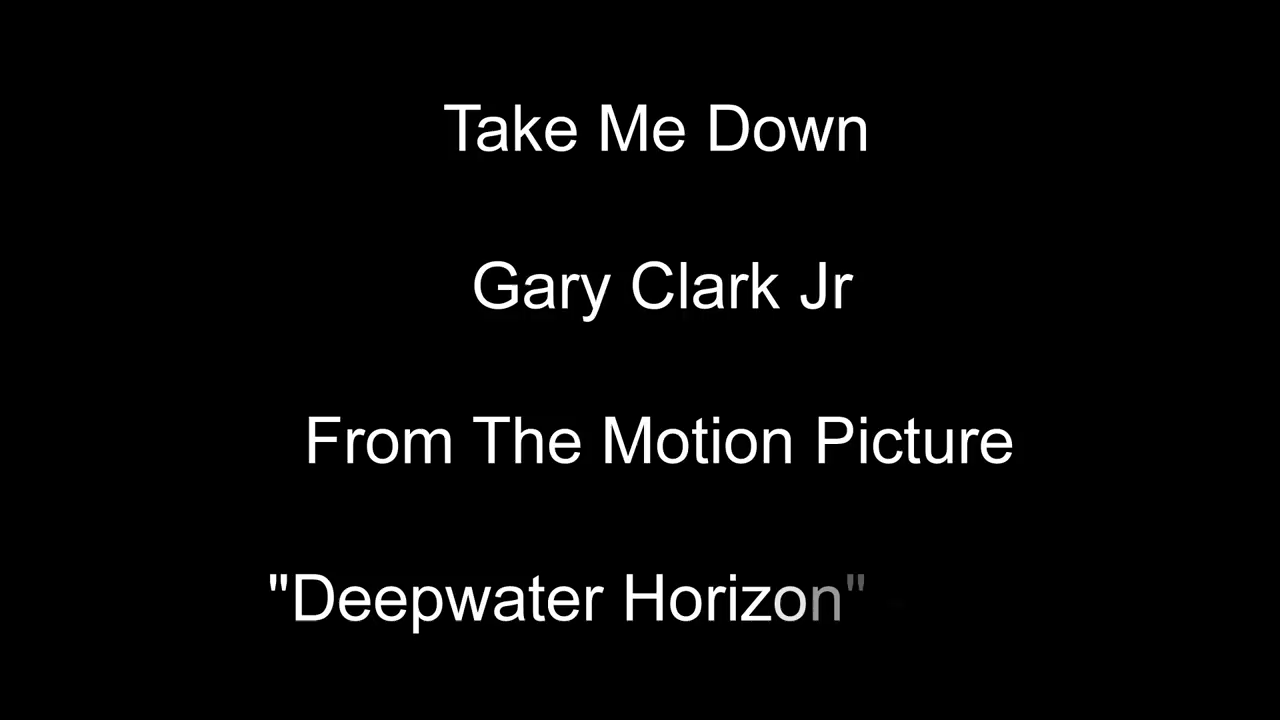 Take Me Down
Gary Clark Jr
From The Motion Picture
"Deepwater Horizon"